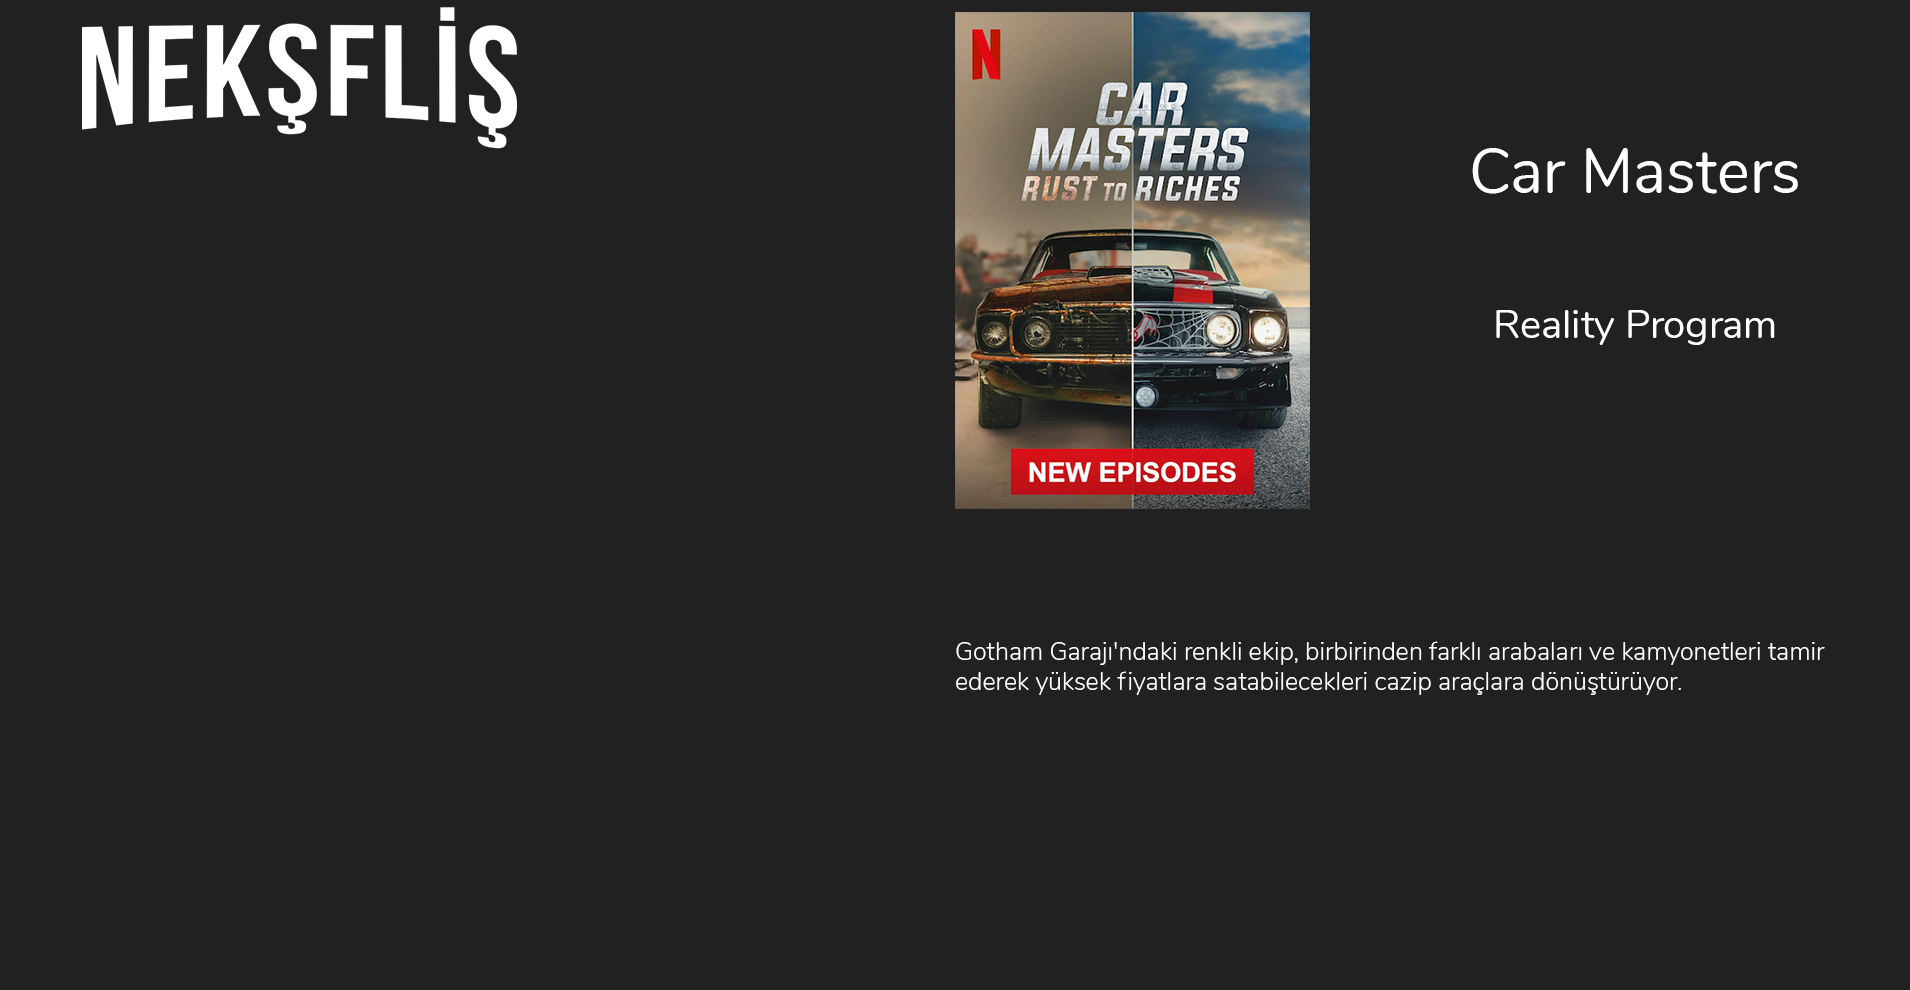 NEKŞFLİŞ
N
CAR
MASTERS
RUST TO RICHES
NEW EPISODES
Car Masters
Reality Program
Gotham Garajı'ndaki renkli ekip, birbirinden farklı arabaları ve kamyonetleri tamir
ederek yüksek fiyatlara satabilecekleri cazip araçlara dönüştürüyor.